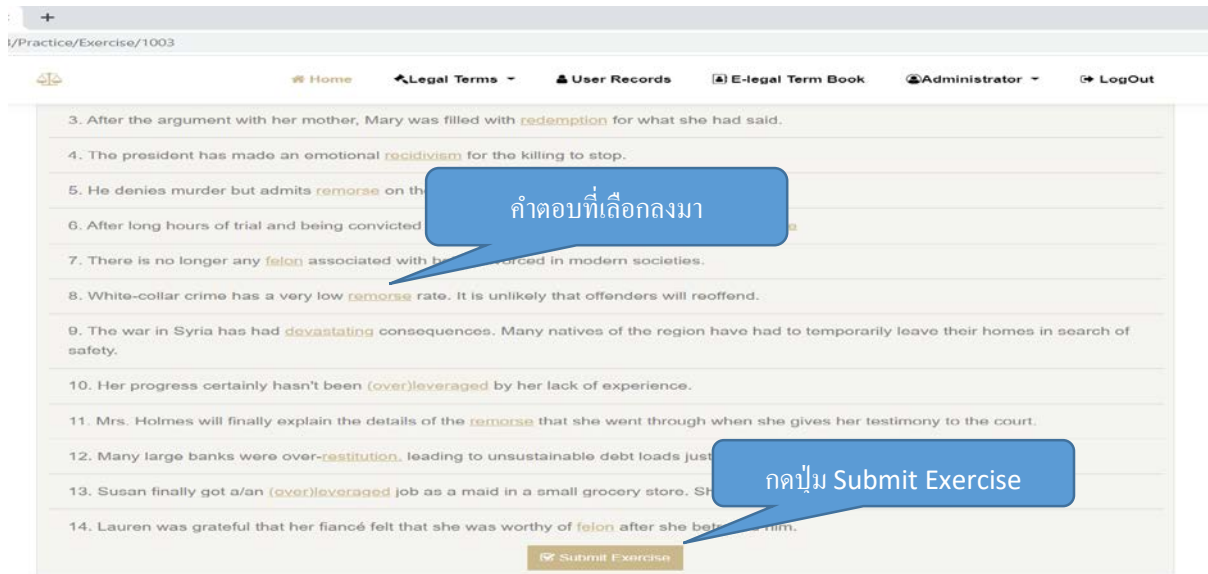 +
/Practice/Exercise/1003
Home Legal Terms User Records E-legal Term Book Administrator LogOut
3. After the argument with her mother, Mary was filled with redemption for what she had said.
4. The president has made an emotional recidivism for the killing to stop.
5. He denies murder but admits remorse on
คำตอบที่เลือกลงมา
6. After long hours of trial and being convicted
7. There is no longer any felon associated with in modern societies.
8. White-collar crime has a very low remorse rate. It is unlikely that offenders will reoffend.
9. The war in Syria has had devastating consequences. Many natives of the region have had to temporarily leave their homes in search of
safety.
10. Her progress certainly hasn't been (over)leveraged by her lack of experience.
11. Mrs. Holmes will finally explain the details of the remorse that she went through when she gives her testimony to the court.
12. Many large banks were over-restitution, leading to unsustainable debt loads
กดปุ่ม Submit Exercise
13. Susan finally got a/an (over)leveraged job as a maid in a small grocery store.
14. Lauren was grateful that her fiancé felt that she was worthy of felon after she him.
Submit Exercise